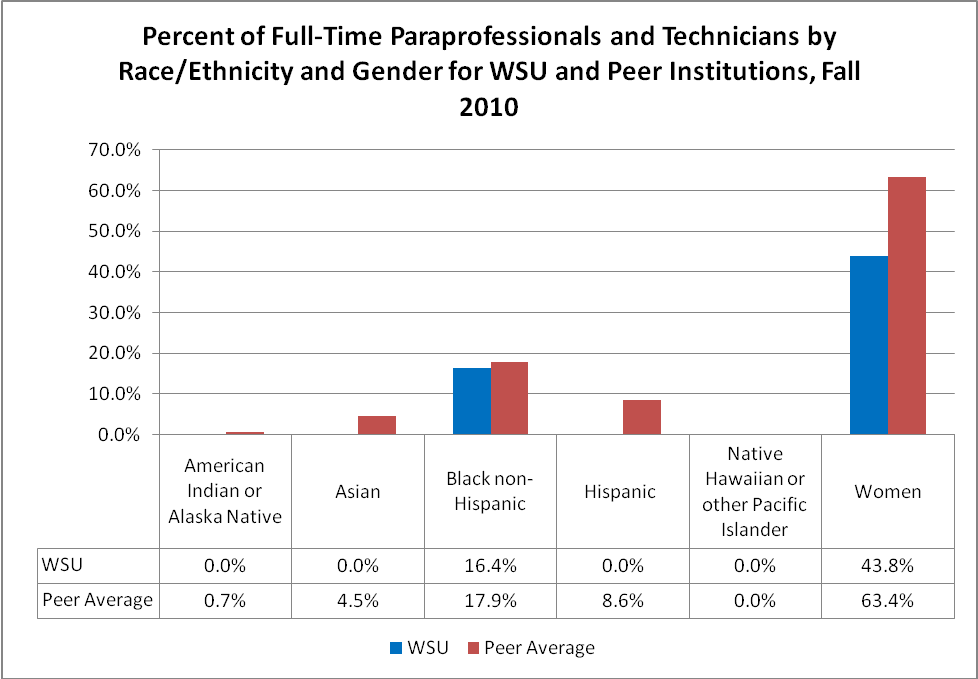 Percent of Full-Time Paraprofessionals and Technicians by
Race/Ethnicity and Gender for WSU and Peer Institutions, Fall
2010
70.0%
60.0%
50.0%
40.0%
30.0%
20.0%
10.0%
0.0%
American
Indian or
Alaska Native
Asian
Black non-
Hispanic
Hispanic
Native
Hawaiian or
other Pacific
Islander
Women
WSU 0.0% 0.0% 16.4% 0.0% 0.0% 43.8%
Peer Average 0.7% 4.5% 17.9% 8.6% 0.0% 63.4%
WSU Peer Average